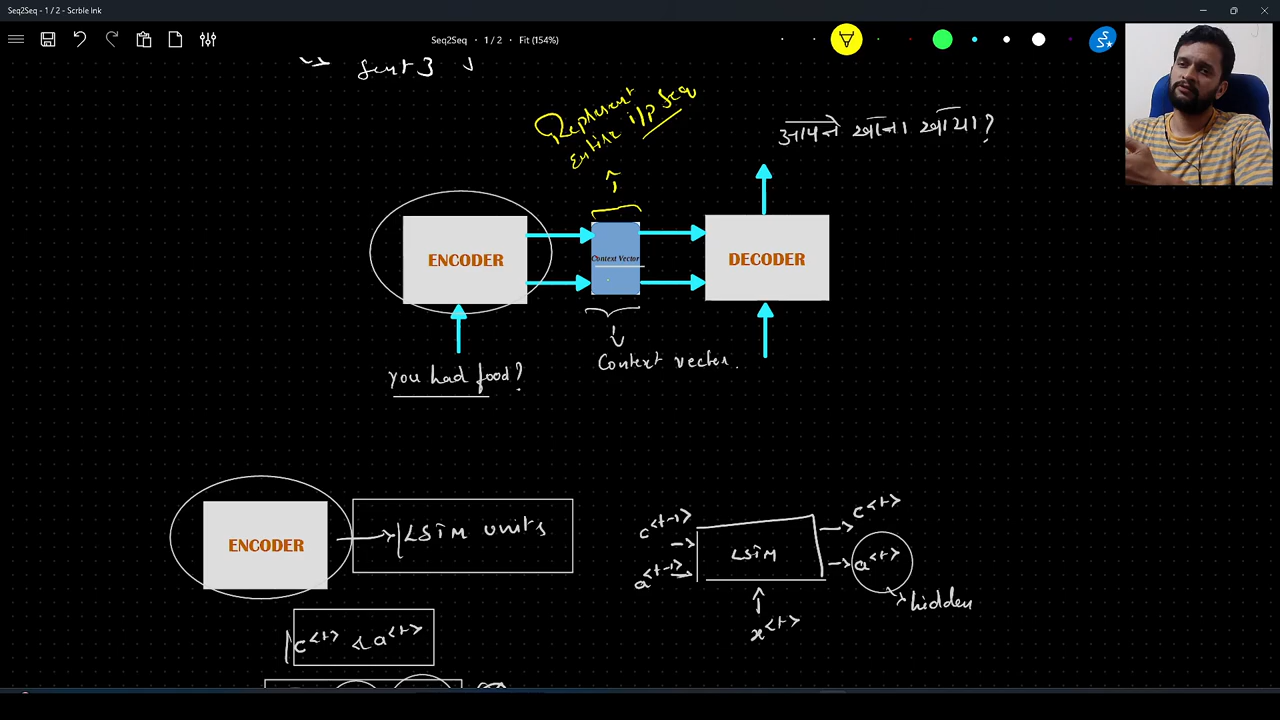 Seq2Seq - 1 / 2 - Scrble Ink
Seq2Seq • 1 / 2 • Fit (154%)
Sent 3
Represent
entire i/p Seq
आपने खाना खाया?
ENCODER
Context Vector
DECODER
Context vector.
you had food?
ENCODER
LSTM units
c<t-1>
a<t-1>
LSTM
x<t>
c<t>
a<t>
hidden
c<t> & a<t>